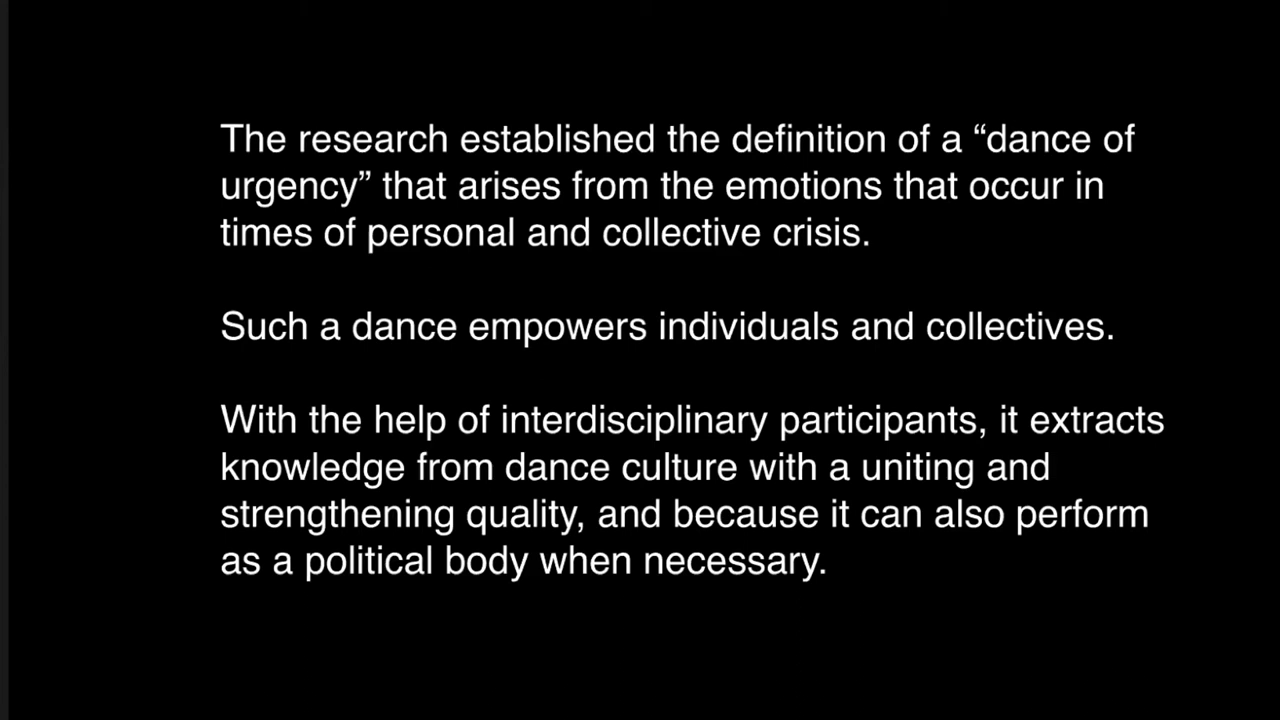 The research established the definition of a “dance of
urgency” that arises from the emotions that occur in
times of personal and collective crisis.
Such a dance empowers individuals and collectives.
With the help of interdisciplinary participants, it extracts
knowledge from dance culture with a uniting and
strengthening quality, and because it can also perform
as a political body when necessary.